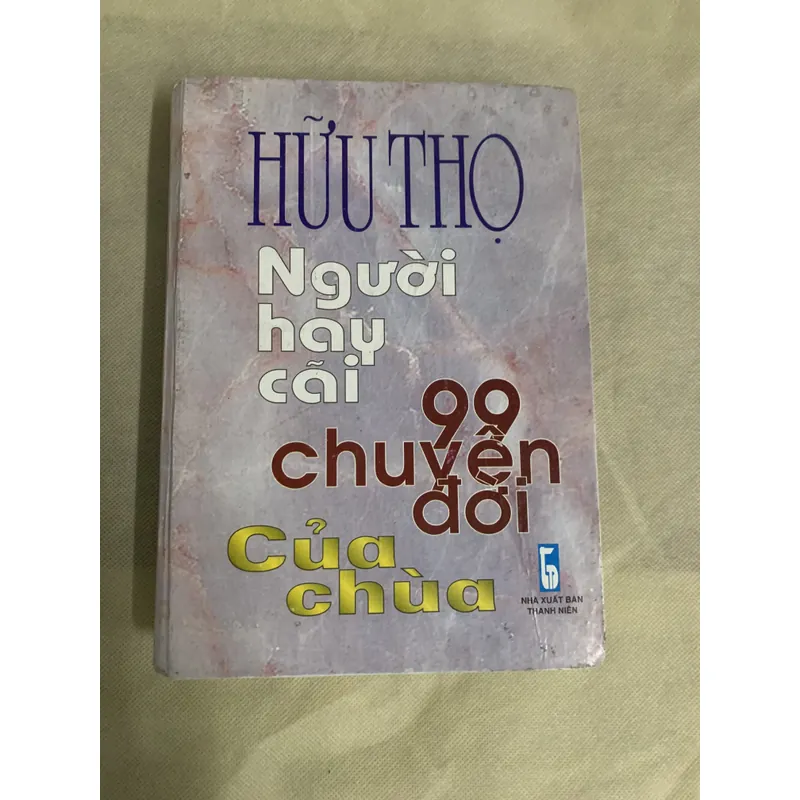 HỮU THỌ
Người
hay
cãi
99
chuyện
đời
Của
chùa
NHÀ XUẤT BẢN
THANH NIÊN